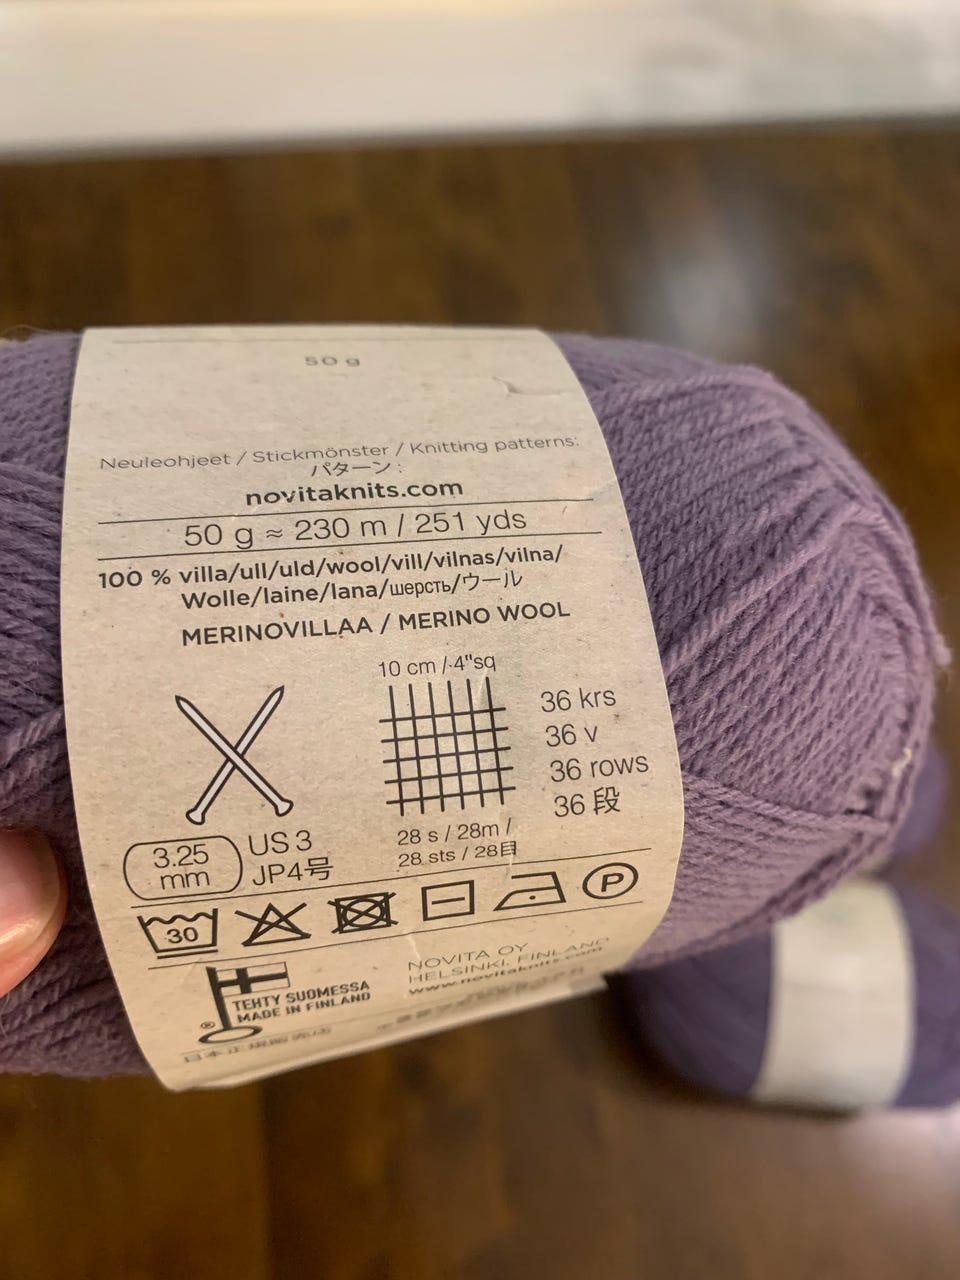 50 g
Neuleohjeet / Stickmönster / Knitting patterns:
パターン:
novitaknits.com
50 g ≈ 230 m / 251 yds
100 % villa/ull/uld/wool/vill/vilnas/vilna/
Wolle/laine/lana/шерсть/ウール
MERINOVILLAA / MERINO WOOL
10 cm / 4"sq
36 krs
36 v
36 rows
36 段
28 s / 28m /
28 sts / 28目
3.25
mm
US 3
JP4号
30
P
TEHTY SUOMESSA
MADE IN FINLAND
®
NOVITA OY
HELSINKI, FINLAND
www.novitaknits.com